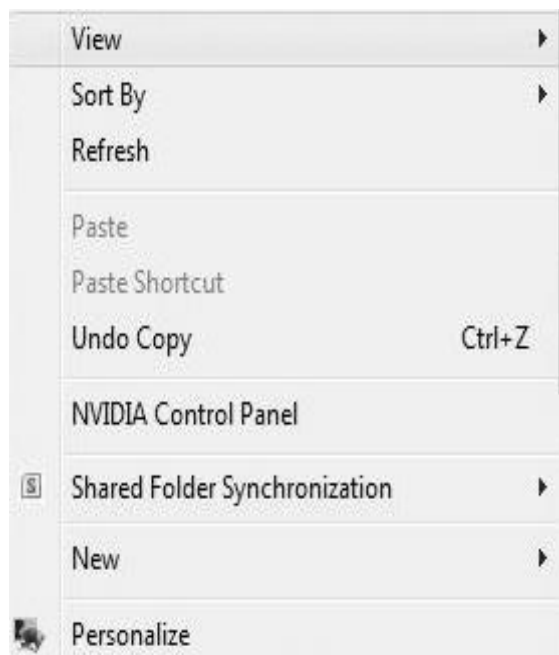 View
Sort By
Refresh
Paste
Paste Shortcut
Undo Copy Ctrl+Z
NVIDIA Control Panel
S Shared Folder Synchronization
New
Personalize